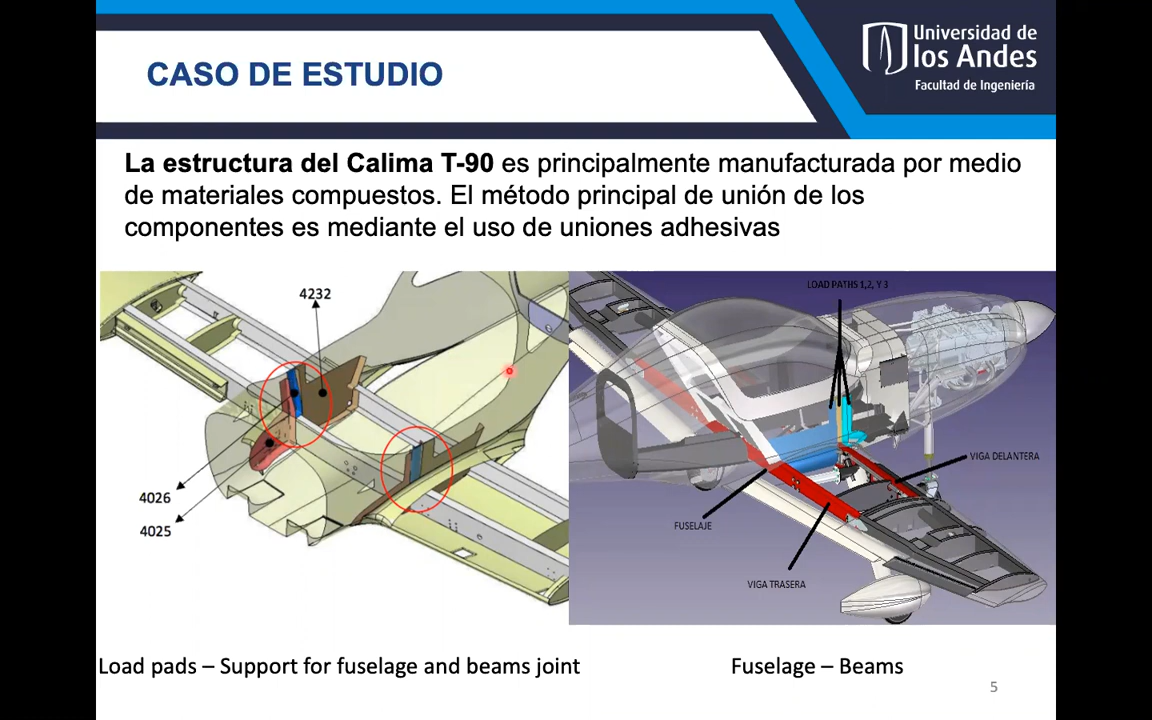 CASO DE ESTUDIO
Universidad de
los Andes
Facultad de Ingeniería
La estructura del Calima T-90 es principalmente manufacturada por medio
de materiales compuestos. El método principal de unión de los
componentes es mediante el uso de uniones adhesivas
4232
4026
4025
LOAD PATHS 1,2, Y 3
VIGA DELANTERA
FUSELAJE
VIGA TRASERA
Load pads – Support for fuselage and beams joint
Fuselage – Beams
5